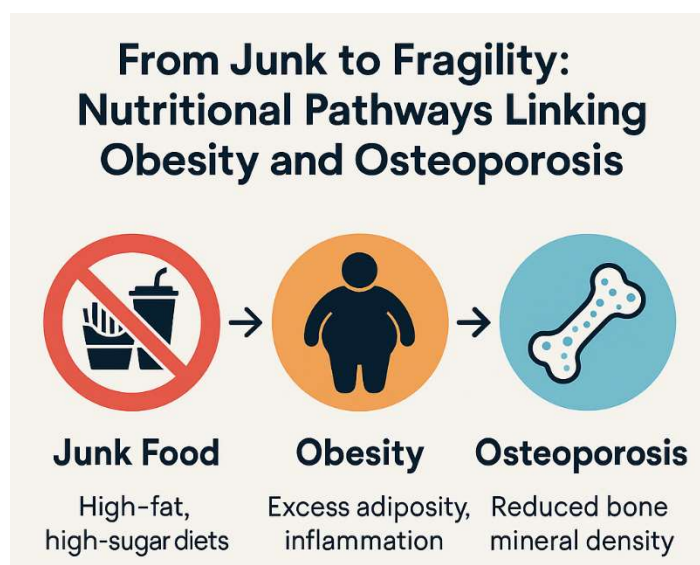 From Junk to Fragility:
Nutritional Pathways Linking
Obesity and Osteoporosis
Junk Food
High-fat,
high-sugar diets
Obesity
Excess adiposity,
inflammation
Osteoporosis
Reduced bone
mineral density